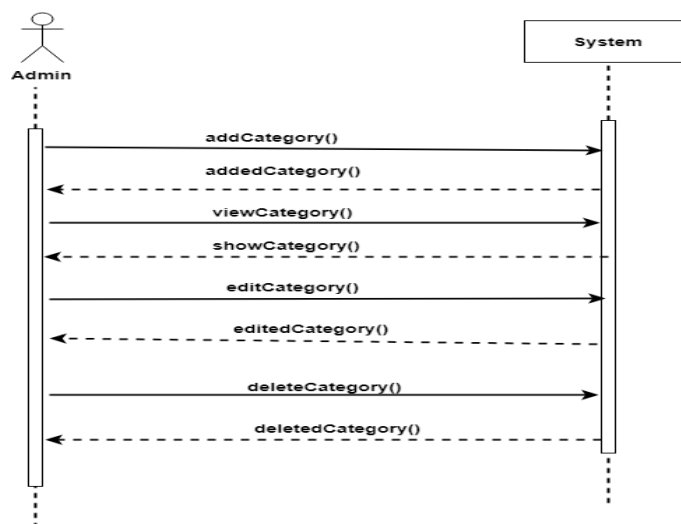 System
Admin
addCategory()
addedCategory()
viewCategory()
showCategory()
editCategory()
editedCategory()
deleteCategory()
deletedCategory()